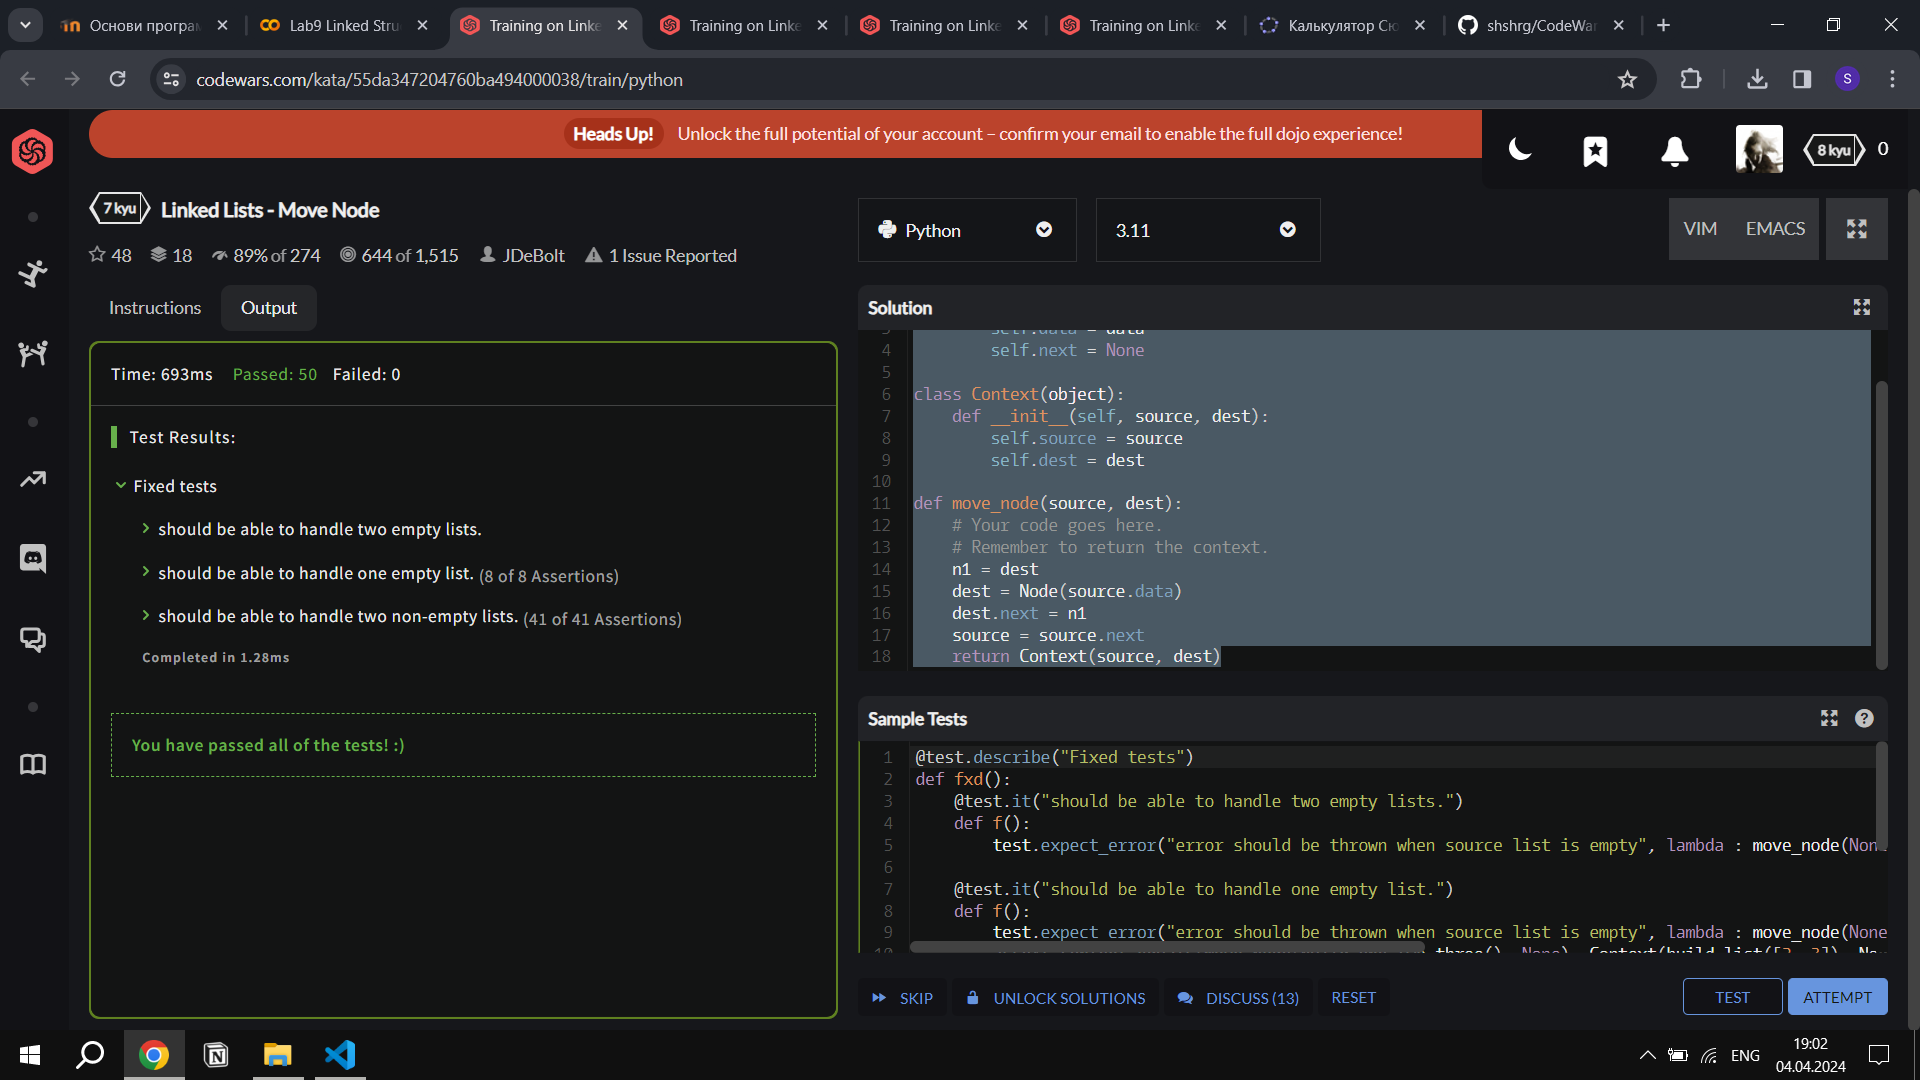 Основи програ
Lab9 Linked Stru
Training on Linke
Training on Linke
Training on Linke
Training on Linke
Калькулятор Сю
shshrg/CodeWar
codewars.com/kata/55da347204760ba494000038/train/python
S
Heads Up! Unlock the full potential of your account – confirm your email to enable the full dojo experience!
8 kyu 0
7 kyu Linked Lists - Move Node
48 18 89% of 274 644 of 1,515 JDeBolt 1 Issue Reported
Python
3.11
VIM EMACS
Instructions Output
Time: 693ms Passed: 50 Failed: 0
Test Results:
Fixed tests
should be able to handle two empty lists.
should be able to handle one empty list. (8 of 8 Assertions)
should be able to handle two non-empty lists. (41 of 41 Assertions)
Completed in 1.28ms
You have passed all of the tests! :)
Solution
3 self.data = data
4 self.next = None
5
6 class Context(object):
7 def __init__(self, source, dest):
8 self.source = source
9 self.dest = dest
10
11 def move_node(source, dest):
12 # Your code goes here.
13 # Remember to return the context.
14 n1 = dest
15 dest = Node(source.data)
16 dest.next = n1
17 source = source.next
18 return Context(source, dest)
Sample Tests
1 @test.describe("Fixed tests")
2 def fxd():
3 @test.it("should be able to handle two empty lists.")
4 def f():
5 test.expect_error("error should be thrown when source list is empty", lambda : move_node(Non
6
7 @test.it("should be able to handle one empty list.")
8 def f():
9 test.expect_error("error should be thrown when source list is empty", lambda : move_node(None
10 three(), None), Context(build_list([2, 3]), No
SKIP UNLOCK SOLUTIONS DISCUSS (13) RESET
TEST ATTEMPT
ENG
19:02
04.04.2024